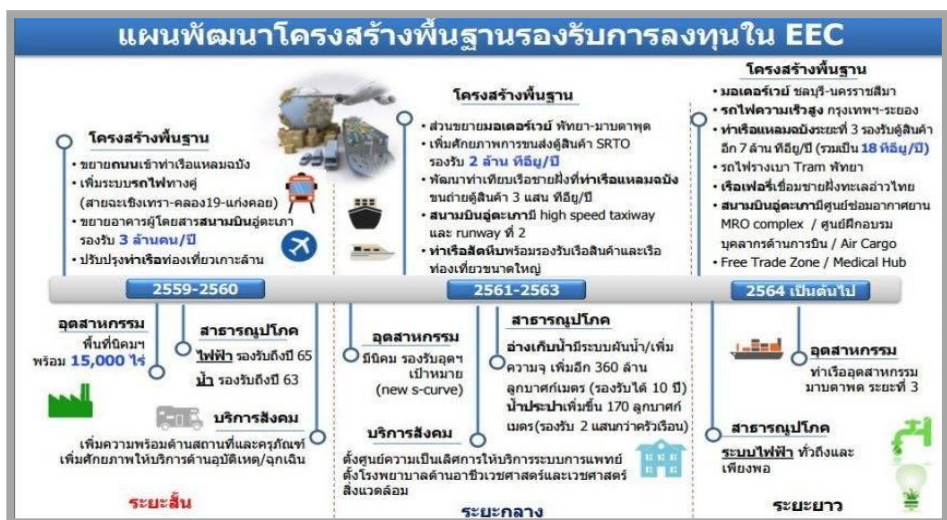 แผนพัฒนาโครงสร้างพื้นฐานรองรับการลงทุนใน EEC
โครงสร้างพื้นฐาน
• ขยายถนนเข้าท่าเรือแหลมฉบัง
• เพิ่มระบบรถไฟทางคู่
(สายฉะเชิงเทรา-คลอง19-แก่งคอย)
• ขยายอาคารผู้โดยสารสนามบินอู่ตะเภา
รองรับ 3 ล้านคน/ปี
• ปรับปรุงท่าเรือท่องเที่ยวเกาะล้าน
2559-2560
อุตสาหกรรม
พื้นที่นิคมฯ
พร้อม 15,000 ไร่
สาธารณูปโภค
ไฟฟ้า รองรับถึงปี 65
น้ำ รองรับถึงปี 63
บริการสังคม
เพิ่มความพร้อมด้านสถานที่และครุภัณฑ์
เพิ่มศักยภาพให้บริการด้านอุบัติเหตุ/ฉุกเฉิน
ระยะสั้น
โครงสร้างพื้นฐาน
• ส่วนขยายมอเตอร์เวย์ พัทยา-มาบตาพุด
• เพิ่มศักยภาพการขนส่งตู้สินค้า SRTO
รองรับ 2 ล้าน ทีอียู/ปี
• พัฒนาท่าเทียบเรือชายฝั่งที่ท่าเรือแหลมฉบัง
ขนถ่ายตู้สินค้า 3 แสน ทีอียู/ปี
• สนามบินอู่ตะเภามี high speed taxiway
และ runway ที่ 2
• ท่าเรือสัตหีบพร้อมรองรับเรือสินค้าและเรือ
ท่องเที่ยวขนาดใหญ่
2561-2563
อุตสาหกรรม
มีนิคม รองรับอุตฯ
เป้าหมาย
(new s-curve)
สาธารณูปโภค
อ่างเก็บน้ำมีระบบผันน้ำ/เพิ่ม
ความจุ เพิ่มอีก 360 ล้าน
ลูกบาศก์เมตร (รองรับได้ 10 ปี)
น้ำประปาเพิ่มขึ้น 170 ลูกบาศก์
เมตร(รองรับ 2 แสนกว่าครัวเรือน)
บริการสังคม
ตั้งศูนย์ความเป็นเลิศการให้บริการระบบการแพทย์
ตั้งโรงพยาบาลด้านอาชีวเวชศาสตร์และเวชศาสตร์
สิ่งแวดล้อม
ระยะกลาง
โครงสร้างพื้นฐาน
• มอเตอร์เวย์ ชลบุรี-นครราชสีมา
• รถไฟความเร็วสูง กรุงเทพฯ-ระยอง
• ท่าเรือแหลมฉบังระยะที่ 3 รองรับตู้สินค้า
อีก 7 ล้าน ทีอียู/ปี (รวมเป็น 18 ทีอียู/ปี)
• รถไฟรางเบา Tram พัทยา
• เรือเฟอรี่เชื่อมชายฝั่งทะเลอ่าวไทย
• สนามบินอู่ตะเภามีศูนย์ซ่อมอากาศยาน
MRO complex / ศูนย์ฝึกอบรม
บุคลากรด้านการบิน / Air Cargo
• Free Trade Zone / Medical Hub
2564 เป็นต้นไป
อุตสาหกรรม
ท่าเรืออุตสาหกรรม
มาบตาพุด ระยะที่ 3
สาธารณูปโภค
ระบบไฟฟ้า ทั่วถึงและ
เพียงพอ
ระยะยาว